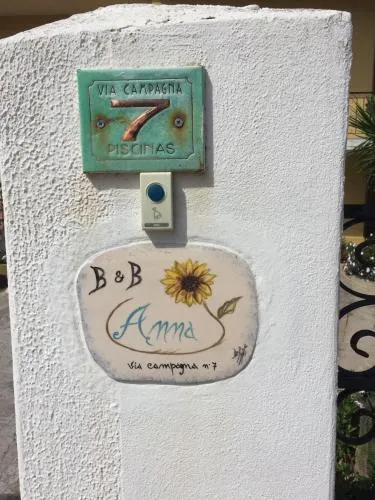 VIA CAMPAGNA
7
PISCINAS
B & B
Anna
via campagna n° 7